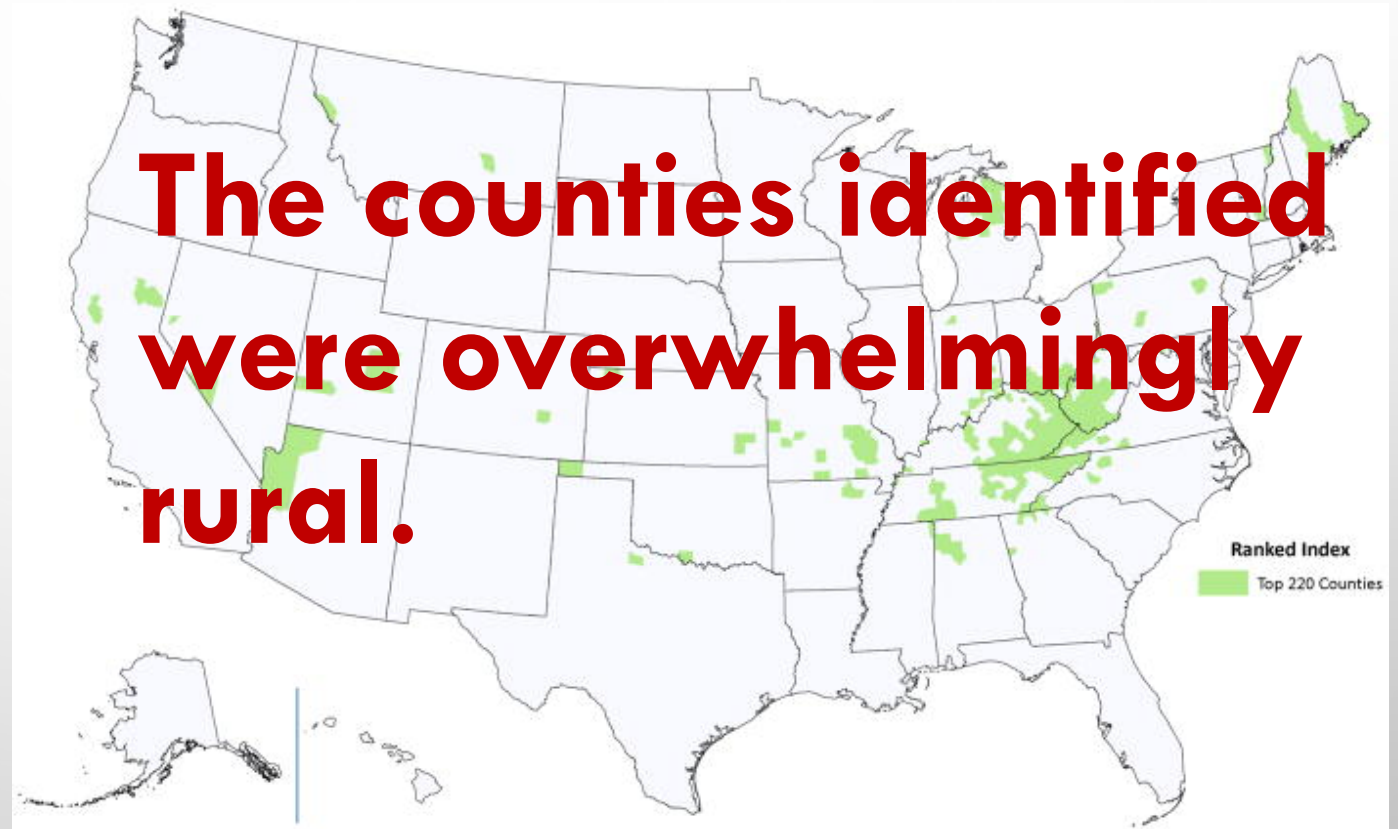 The counties identified
were overwhelmingly
rural.
Ranked Index
Top 220 Counties